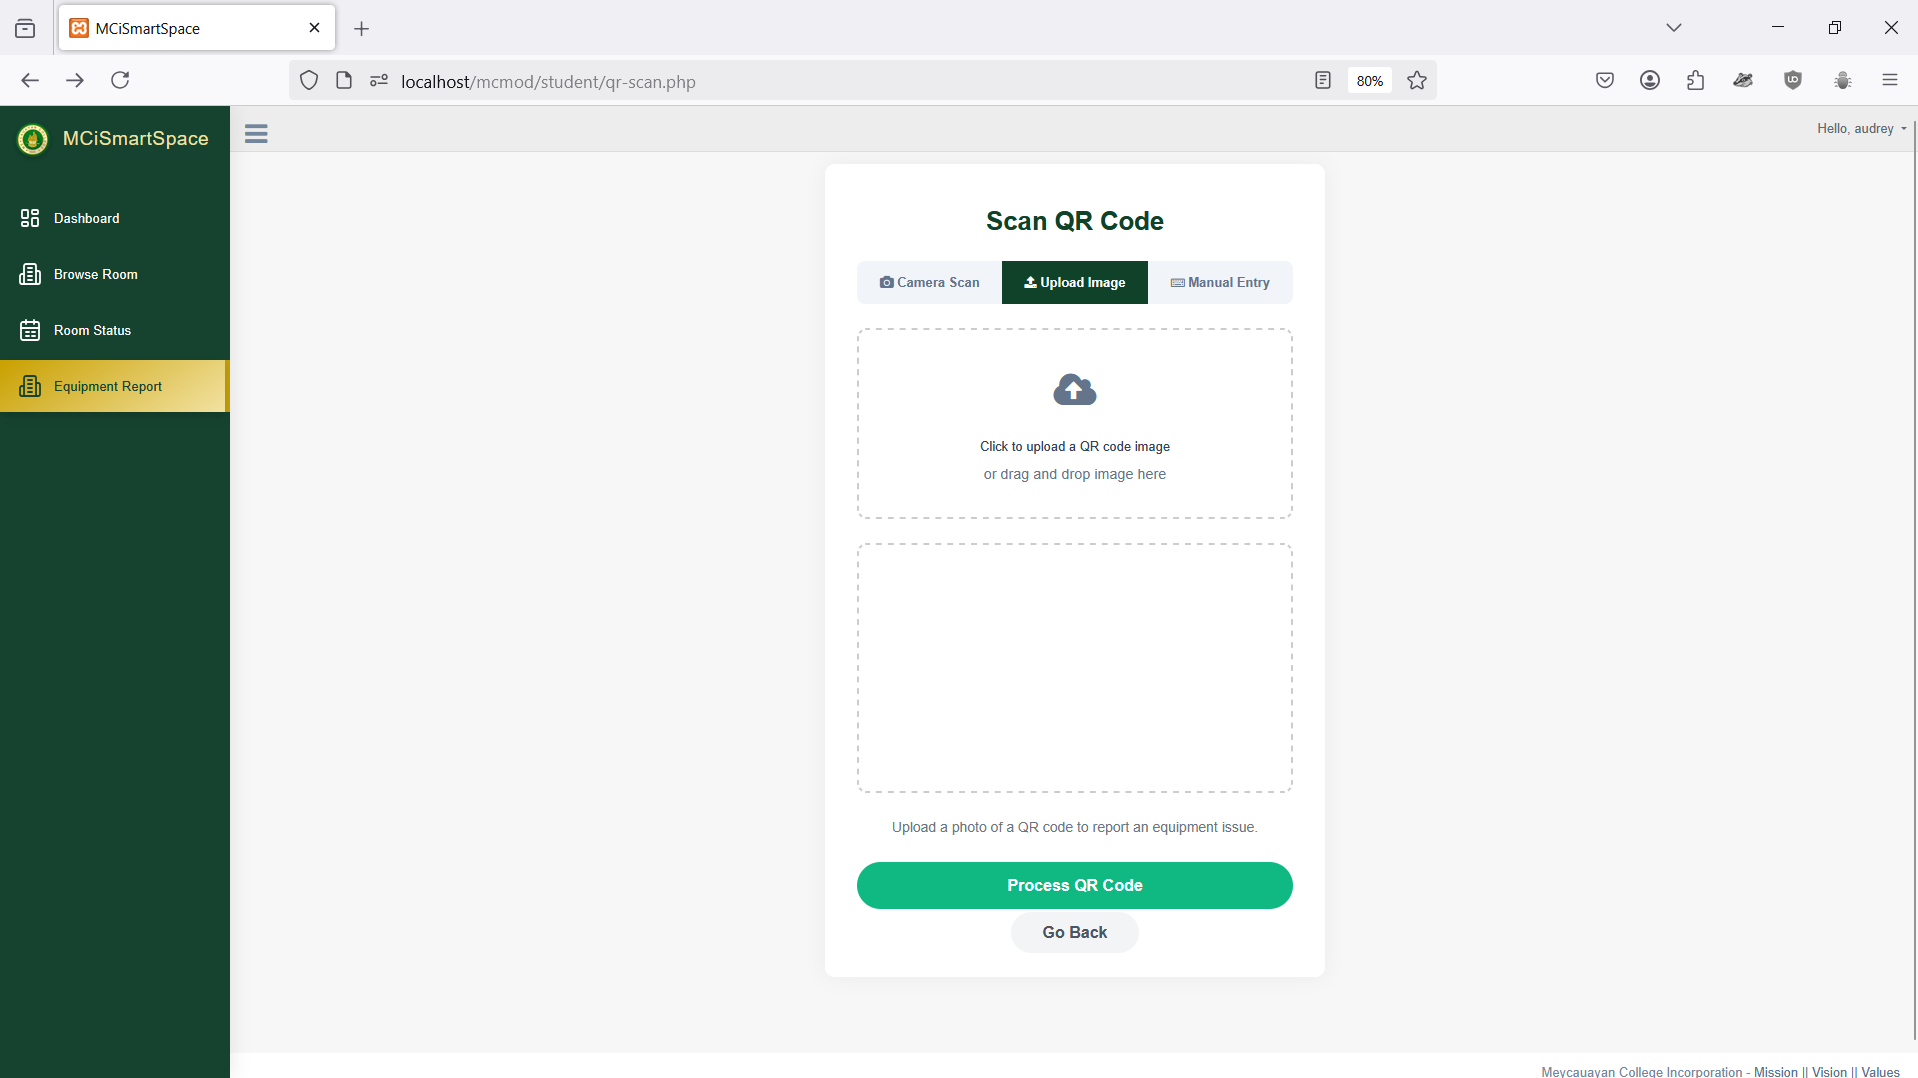 MCiSmartSpace
localhost/mcmod/student/qr-scan.php
80%
MCiSmartSpace
Hello, audrey
Dashboard
Browse Room
Room Status
Equipment Report
Scan QR Code
Camera Scan
Upload Image
Manual Entry
Click to upload a QR code image
or drag and drop image here
Upload a photo of a QR code to report an equipment issue.
Process QR Code
Go Back
Meycauayan College Incorporation - Mission || Vision || Values